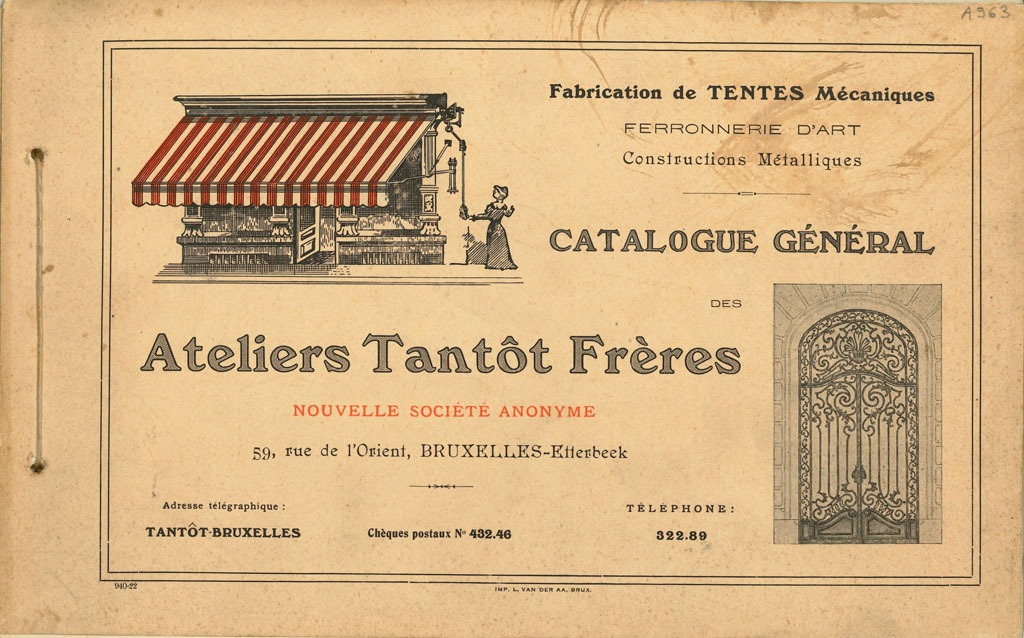 A963
Fabrication de TENTES Mécaniques
FERRONNERIE D'ART
Constructions Métalliques
CATALOGUE GÉNÉRAL
DES
Ateliers Tantôt Frères
NOUVELLE SOCIÉTÉ ANONYME
59, rue de l'Orient, BRUXELLES-Etterbeek
Adresse télégraphique :
TANTÔT-BRUXELLES
Chèques postaux Nº 432.46
TÉLÉPHONE :
322.89
940-22
IMP. L. VAN DER AA, BRUX.